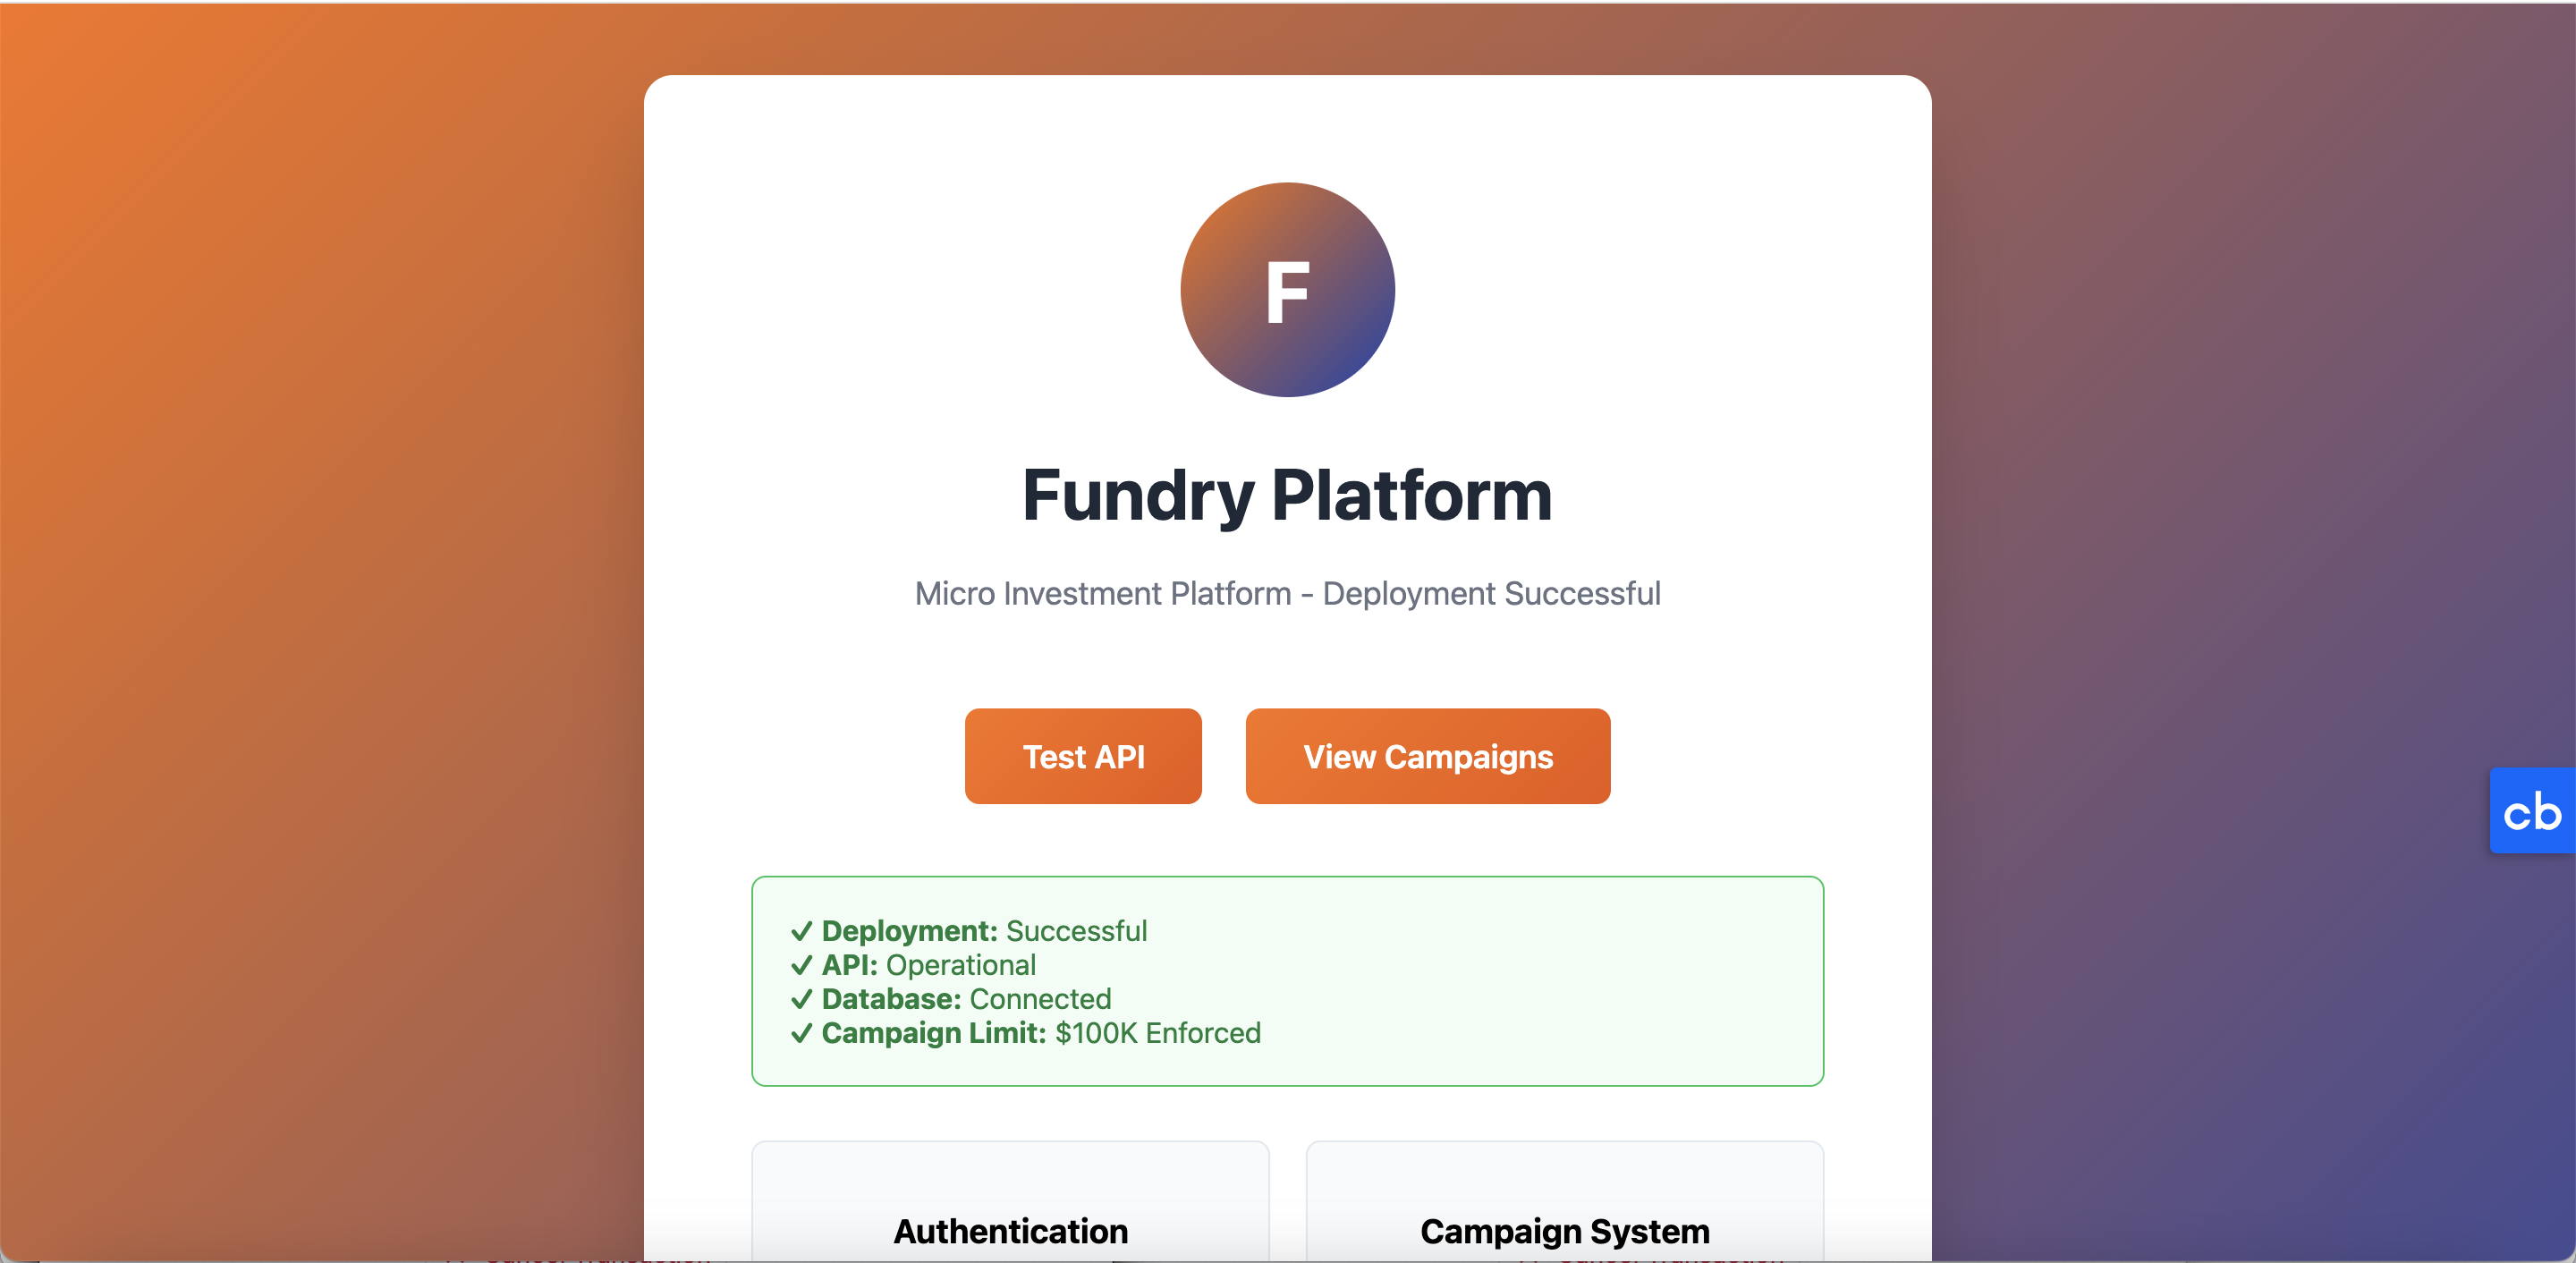 F
Fundry Platform
Micro Investment Platform - Deployment Successful
Test API
View Campaigns
✓ Deployment: Successful
✓ API: Operational
✓ Database: Connected
✓ Campaign Limit: $100K Enforced
cb
Authentication
Campaign System